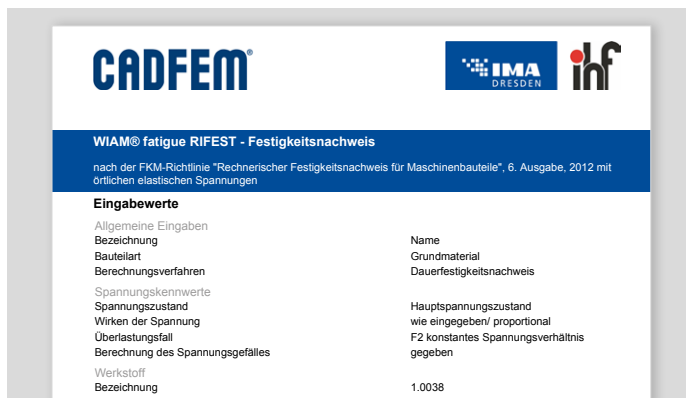 CADFEM®
IMA
DRESDEN
ihf
WIAM® fatigue RIFEST - Festigkeitsnachweis
nach der FKM-Richtlinie "Rechnerischer Festigkeitsnachweis für Maschinenbauteile", 6. Ausgabe, 2012 mit
örtlichen elastischen Spannungen
Eingabewerte
Allgemeine Eingaben
Bezeichnung Name
Bauteilart Grundmaterial
Berechnungsverfahren Dauerfestigkeitsnachweis
Spannungskennwerte
Spannungszustand Hauptspannungszustand
Wirken der Spannung wie eingegeben/ proportional
Überlastungsfall F2 konstantes Spannungsverhältnis
Berechnung des Spannungsgefälles gegeben
Werkstoff
Bezeichnung 1.0038